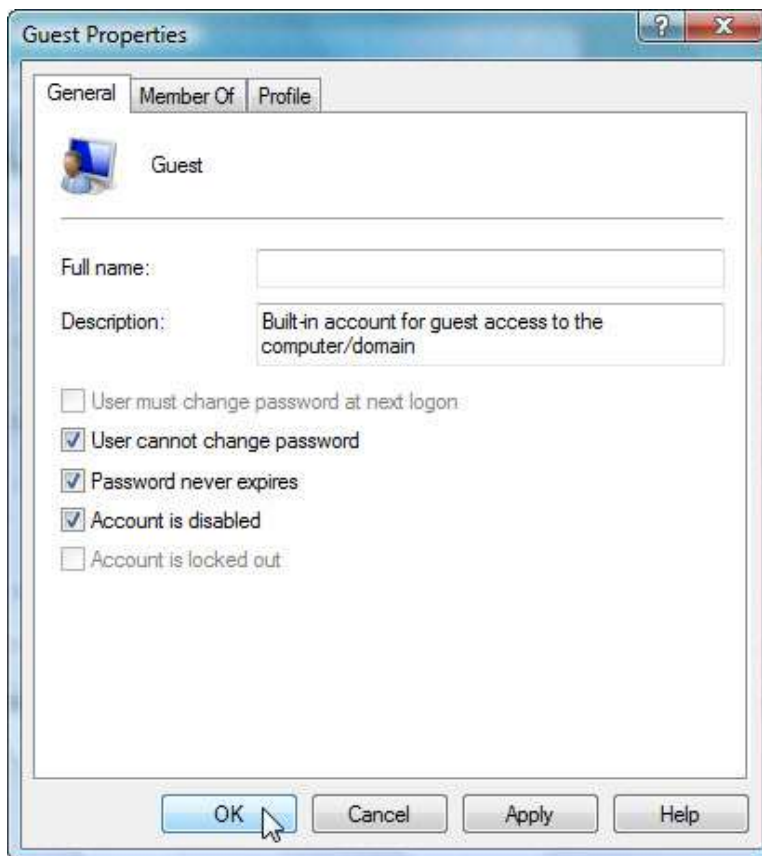 Guest Properties
?
General Member Of Profile
Guest
Full name:
Description: Built-in account for guest access to the
computer/domain
User must change password at next logon
User cannot change password
Password never expires
Account is disabled
Account is locked out
OK Cancel Apply Help